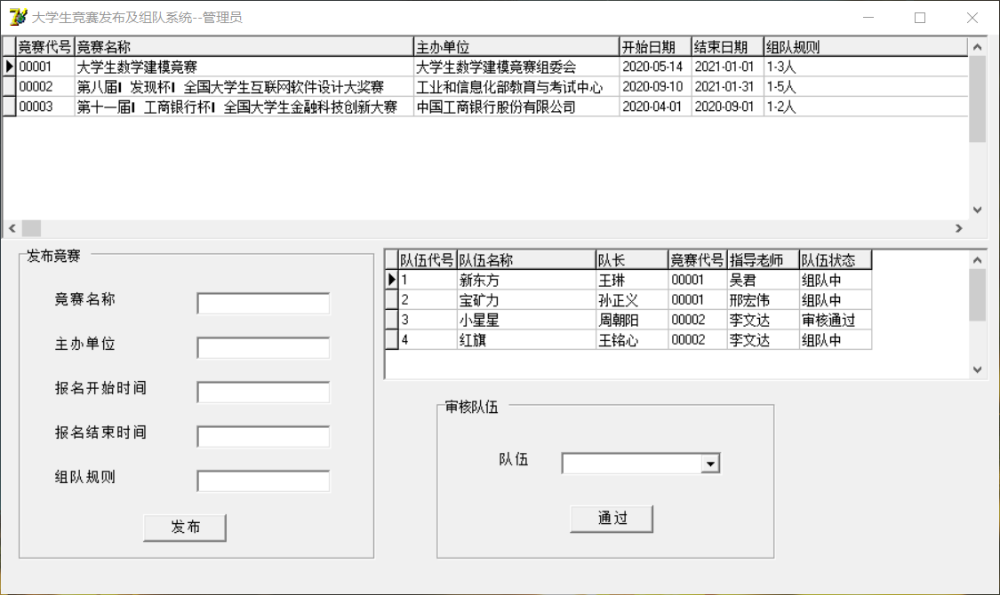 大学生竞赛发布及组队系统--管理员
竞赛代号 竞赛名称 主办单位 开始日期 结束日期 组队规则
00001 大学生数学建模竞赛 大学生数学建模竞赛组委会 2020-05-14 2021-01-01 1-3人
00002 第八届 发现杯 全国大学生互联网软件设计大奖赛 工业和信息化部教育与考试中心 2020-09-10 2021-01-31 1-5人
00003 第十一届 工商银行杯 全国大学生金融科技创新大赛 中国工商银行股份有限公司 2020-04-01 2020-09-01 1-2人
发布竞赛
竞赛名称
主办单位
报名开始时间
报名结束时间
组队规则
发布
队伍代号 队伍名称 队长 竞赛代号 指导老师 队伍状态
1 新东方 王琳 00001 吴君 组队中
2 宝矿力 孙正义 00001 邢宏伟 组队中
3 小星星 周朝阳 00002 李文达 审核通过
4 红旗 王铭心 00002 李文达 组队中
审核队伍
队伍
通过